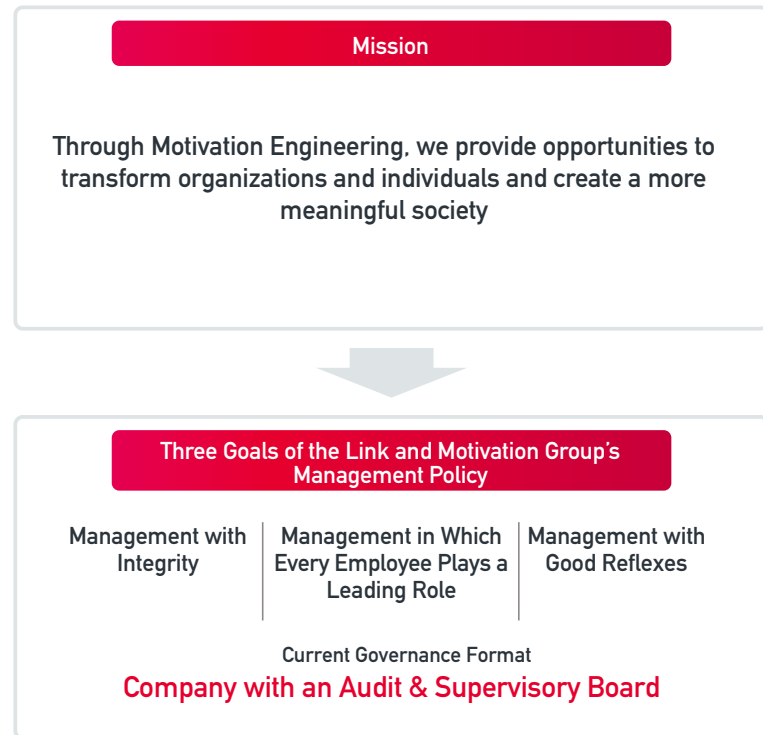 Mission
Through Motivation Engineering, we provide opportunities to
transform organizations and individuals and create a more
meaningful society
Three Goals of the Link and Motivation Group's
Management Policy
Management with
Integrity
Management in Which
Every Employee Plays a
Leading Role
Management with
Good Reflexes
Current Governance Format
Company with an Audit & Supervisory Board